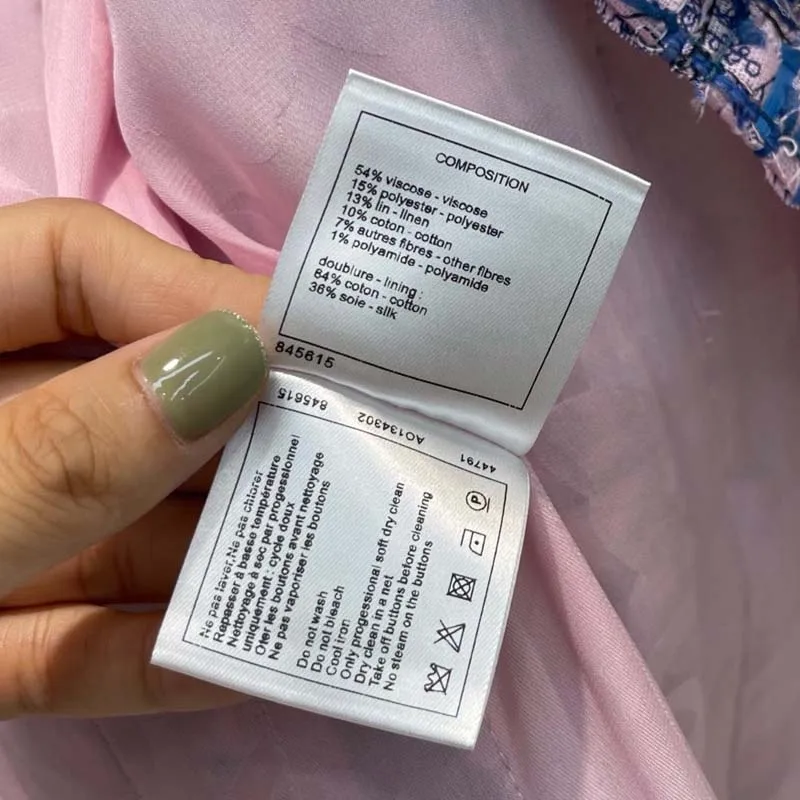 COMPOSITION
54% viscose - viscose
15% polyester - polyester
13% lin - linen
10% coton - cotton
7% autres fibres - other fibres
1% polyamide - polyamide
doublure - lining :
64% coton - cotton
36% soie - silk
845615
845615 AO134302 44791
Ne pas laver,Ne pas chlorer
Repasser à basse température
Nettoyage à sec par progessionnel
uniquement : cycle doux
Oter les boutons avant nettoyage
Ne pas vaporiser les boutons
Do not wash
Do not bleach
Cool iron
Only progessional soft dry clean
Dry clean in a net
Take off buttons before cleaning
No steam on the buttons
P